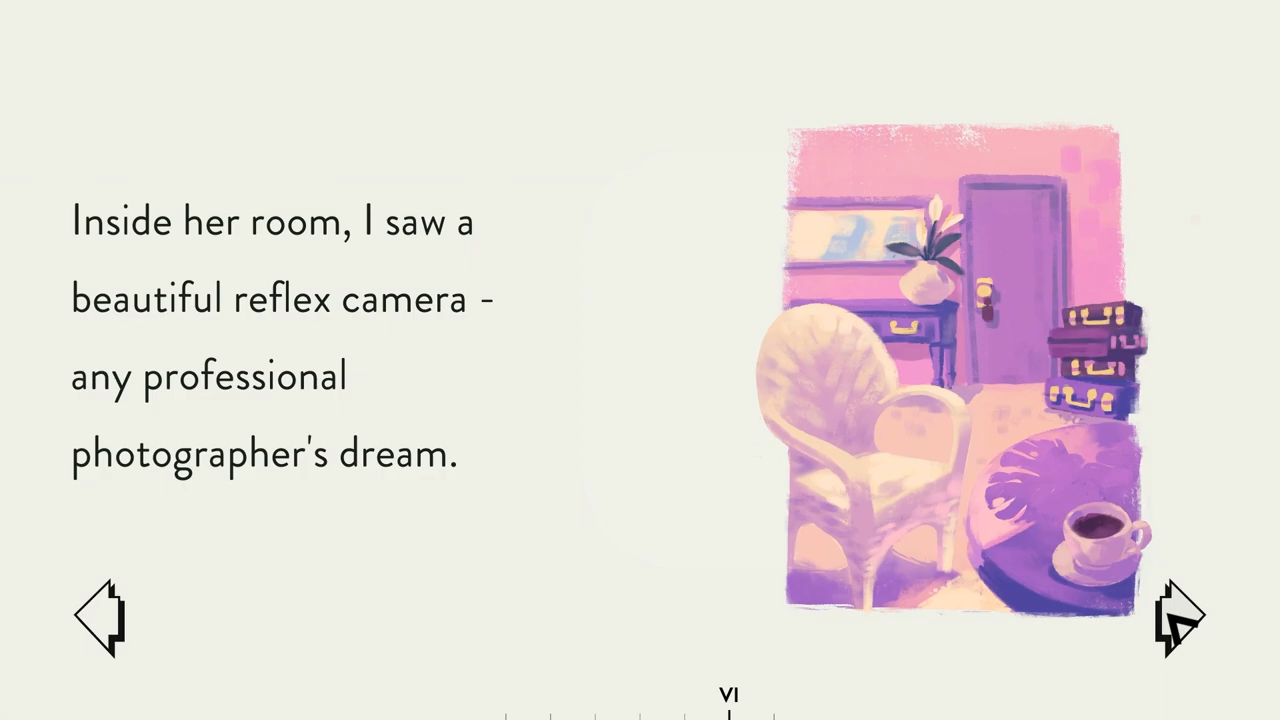 Inside her room, I saw a
beautiful reflex camera -
any professional
photographer's dream.
VI